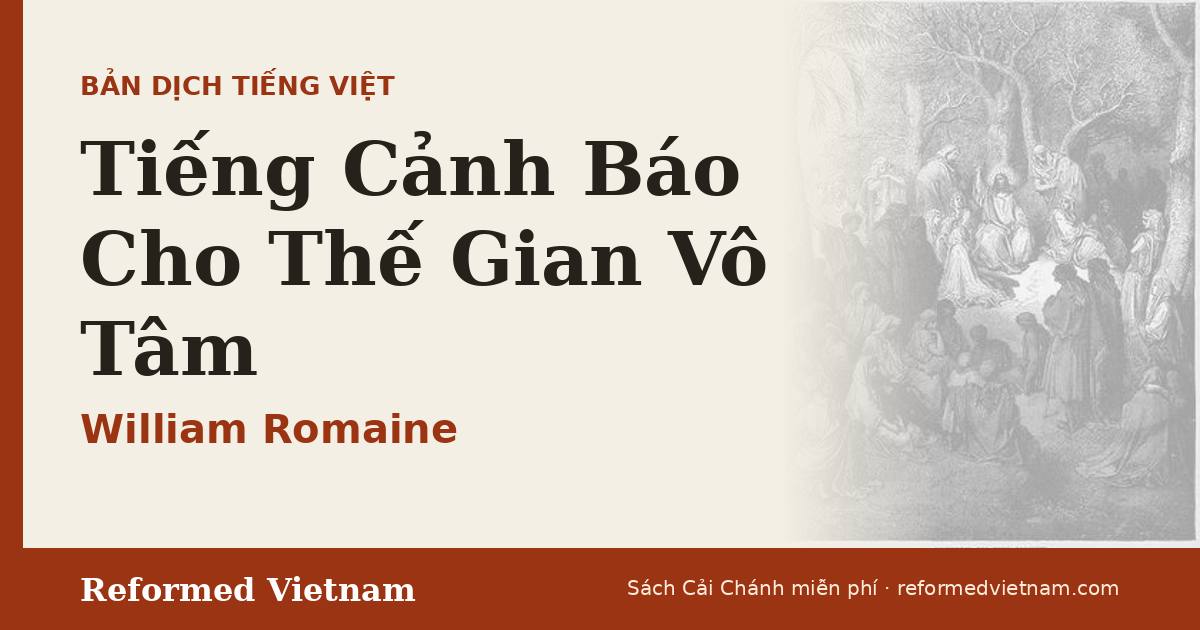 BẢN DỊCH TIẾNG VIỆT
Tiếng Cảnh Báo
Cho Thế Gian Vô
Tâm
William Romaine
Reformed Vietnam
Sách Cải Chánh miễn phí · reformedvietnam.com